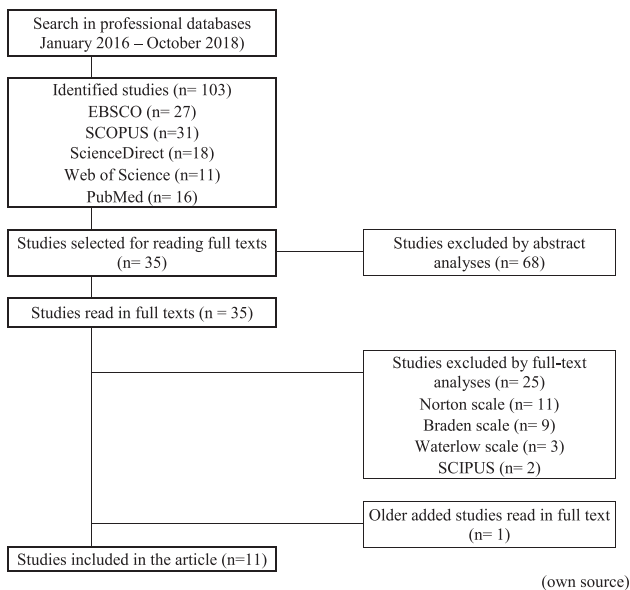 Search in professional databases
January 2016 – October 2018)
Identified studies (n= 103)
EBSCO (n= 27)
SCOPUS (n=31)
ScienceDirect (n=18)
Web of Science (n=11)
PubMed (n= 16)
Studies selected for reading full texts
(n= 35)
Studies excluded by abstract
analyses (n= 68)
Studies read in full texts (n = 35)
Studies excluded by full-text
analyses (n= 25)
Norton scale (n= 11)
Braden scale (n= 9)
Waterlow scale (n= 3)
SCIPUS (n= 2)
Older added studies read in full text
(n= 1)
Studies included in the article (n=11)
(own source)